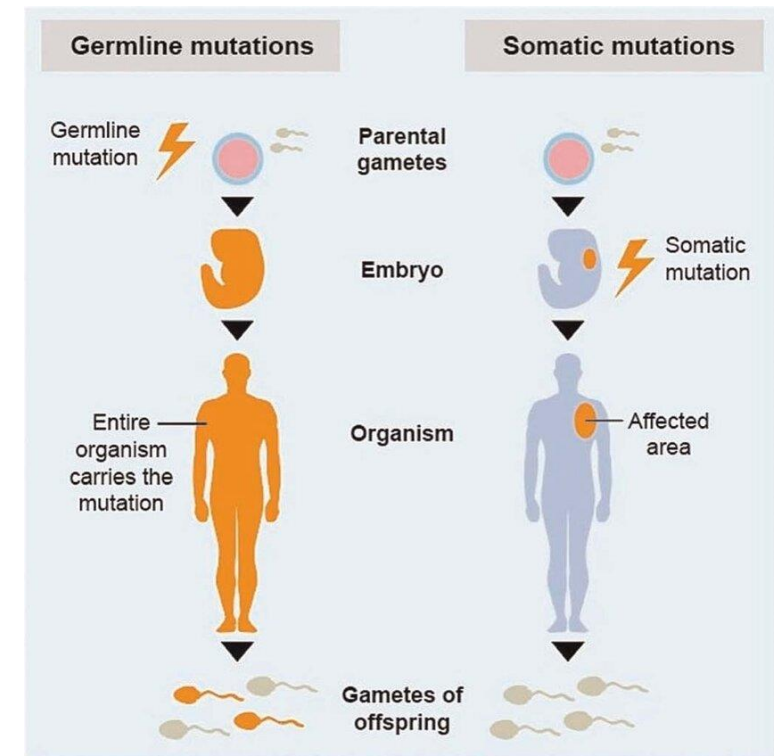 Germline mutations
Somatic mutations
Germline
mutation
Parental
gametes
Embryo
Somatic
mutation
Entire
organism
carries the
mutation
Organism
Affected
area
Gametes of
offspring